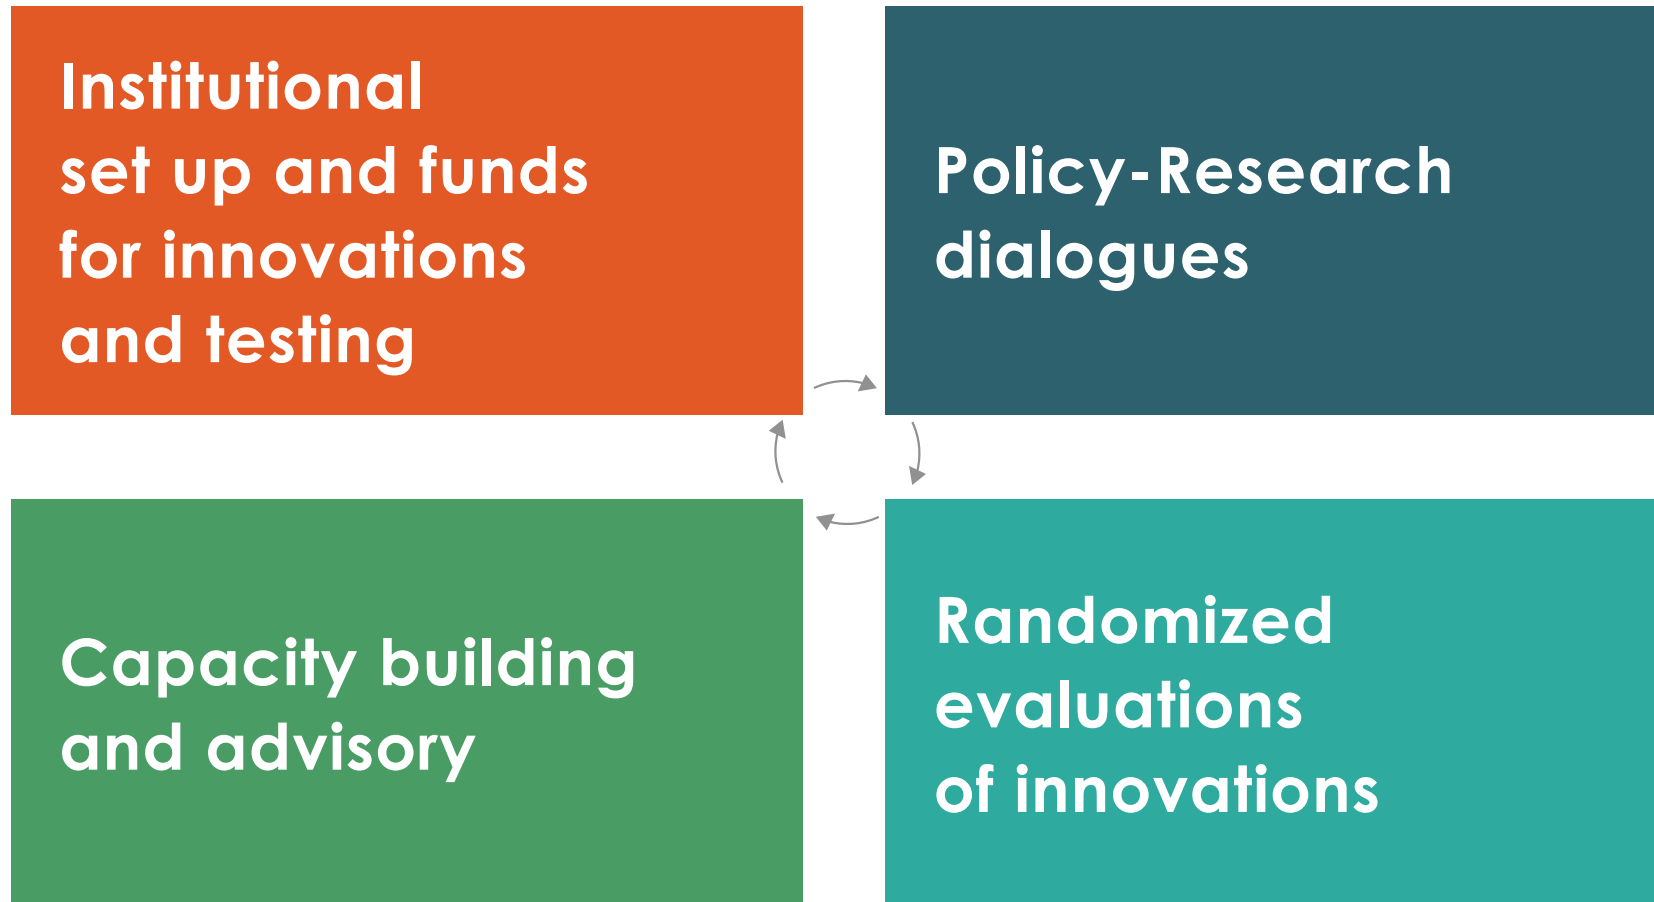 Institutional
set up and funds
for innovations
and testing
Policy-Research
dialogues
Capacity building
and advisory
Randomized
evaluations
of innovations